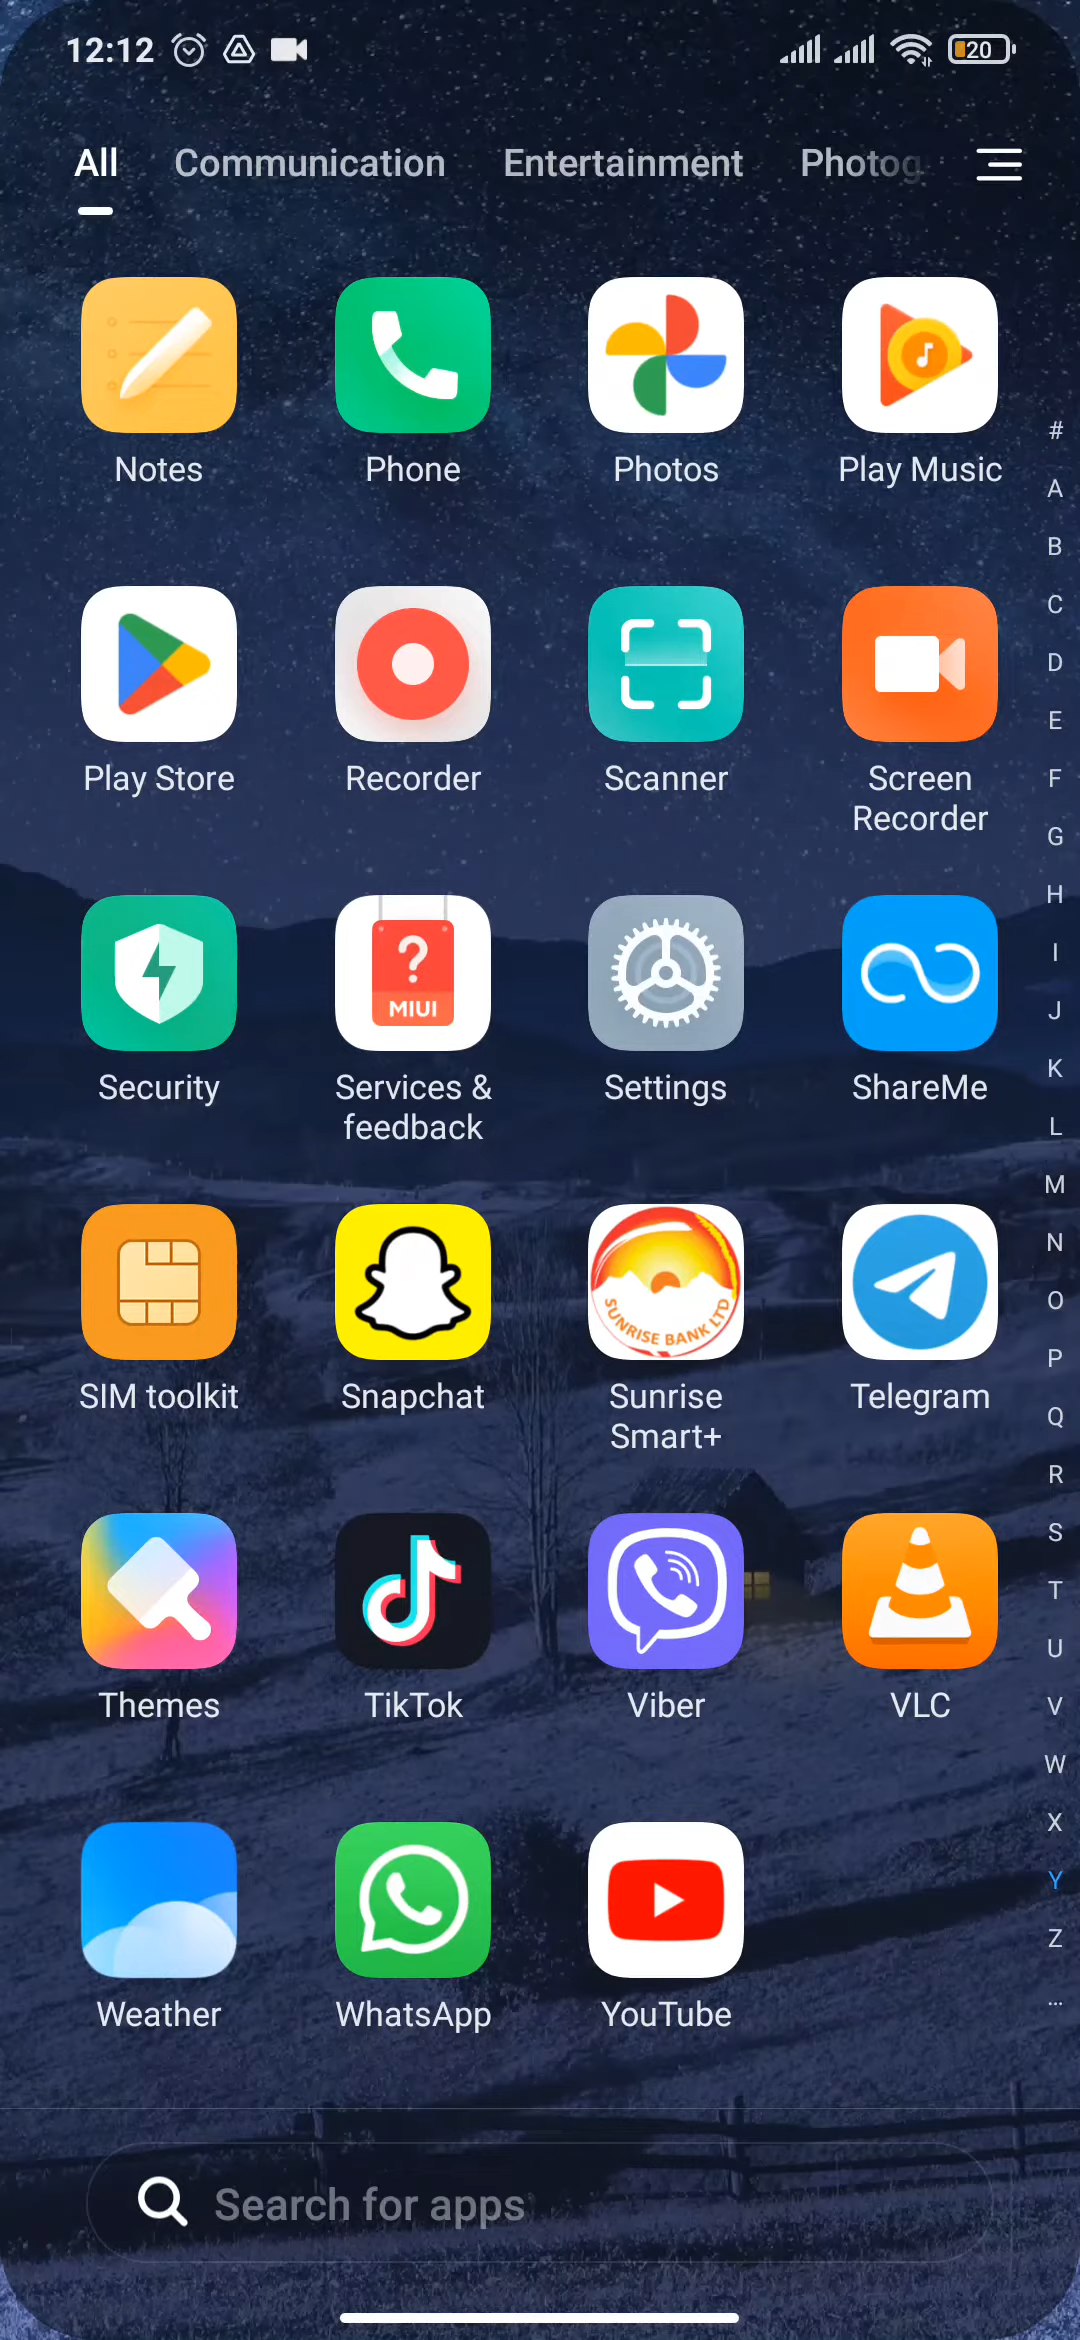 12:12
20
All Communication Entertainment Photog
Notes Phone Photos Play Music
#
A
B
C
D
E
F
G
H
I
J
K
L
M
N
O
P
Q
R
S
T
U
V
W
X
Y
Z
...
Play Store Recorder Scanner Screen
Recorder
MIUI
Security Services & Settings ShareMe
feedback
SUNRISE BANK LTD
SIM toolkit Snapchat Sunrise Telegram
Smart+
Themes TikTok Viber VLC
Weather WhatsApp YouTube
Search for apps